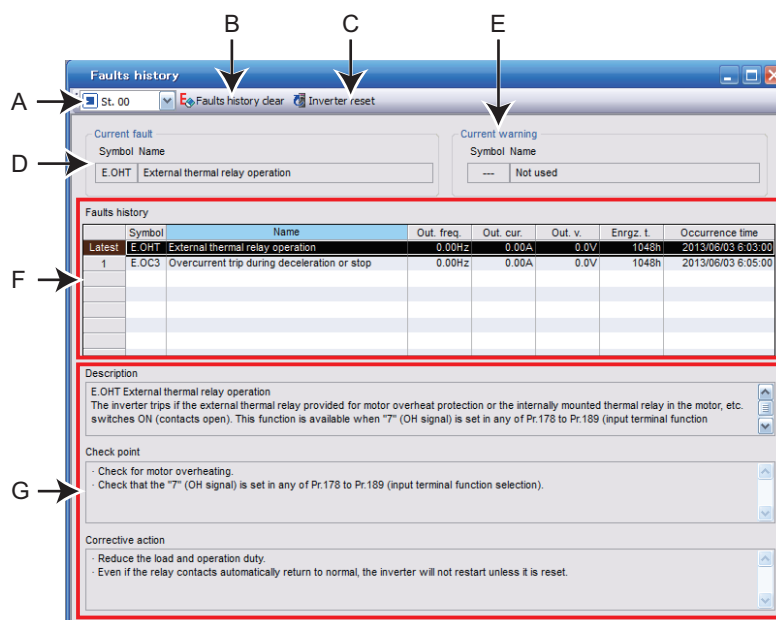 B
C
E
Faults history
A
St. 00
Faults history clear
Inverter reset
Current fault
Current warning
D
Symbol Name
Symbol Name
E.OHT External thermal relay operation
--- Not used
Faults history
Symbol Name Out. freq. Out. cur. Out. v. Enrgz. t. Occurrence time
Latest E.OHT External thermal relay operation 0.00Hz 0.00A 0.0V 1048h 2013/06/03 6:03:00
1 E.OC3 Overcurrent trip during deceleration or stop 0.00Hz 0.00A 0.0V 1048h 2013/06/03 6:05:00
F
Description
E.OHT External thermal relay operation
The inverter trips if the external thermal relay provided for motor overheat protection or the internally mounted thermal relay in the motor, etc.
switches ON (contacts open). This function is available when "7" (OH signal) is set in any of Pr.178 to Pr.189 (input terminal function
Check point
· Check for motor overheating.
· Check that the "7" (OH signal) is set in any of Pr.178 to Pr.189 (input terminal function selection).
G
Corrective action
· Reduce the load and operation duty.
· Even if the relay contacts automatically return to normal, the inverter will not restart unless it is reset.